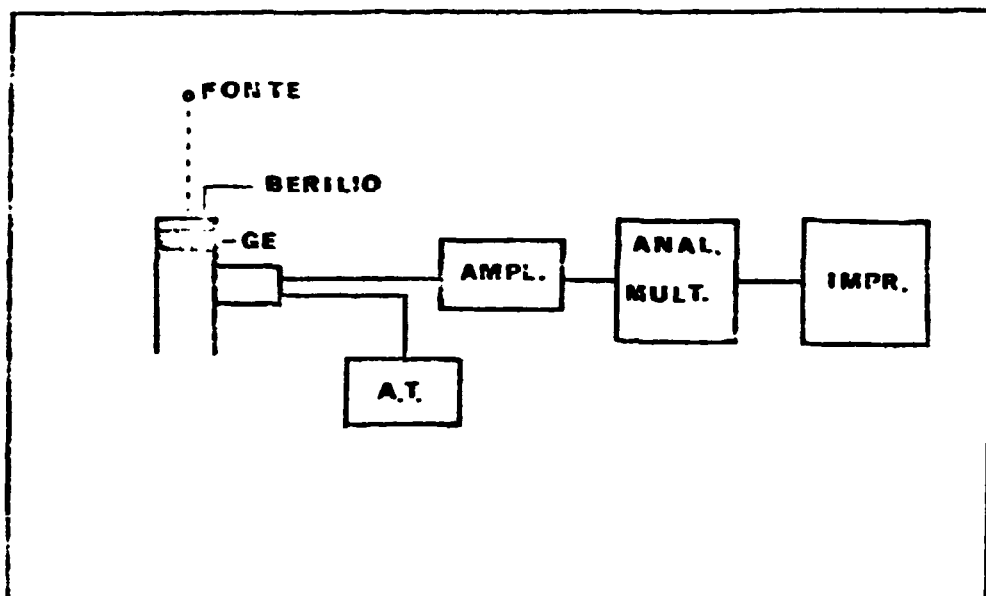 FONTE
BERILIO
-GE
AMPL.
ANAL.
MULT.
IMPR.
A.T.